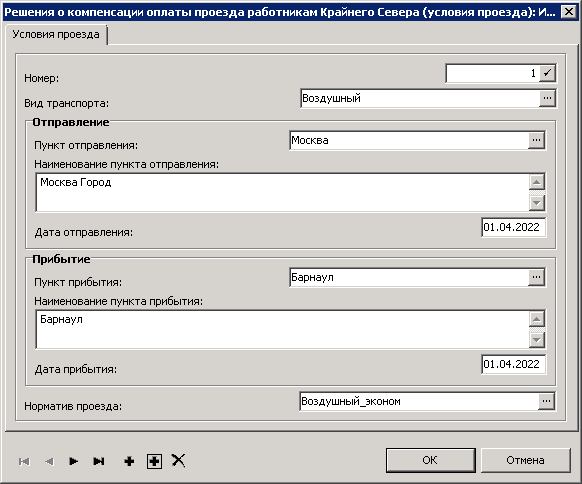 Решения о компенсации оплаты проезда работникам Крайнего Севера (условия проезда): И...
Условия проезда
Номер: 1
Вид транспорта: Воздушный ...
Отправление
Пункт отправления: Москва ...
Наименование пункта отправления:
Москва Город
Дата отправления: 01.04.2022
Прибытие
Пункт прибытия: Барнаул ...
Наименование пункта прибытия:
Барнаул
Дата прибытия: 01.04.2022
Норматив проезда: Воздушный_эконом ...
OK Отмена